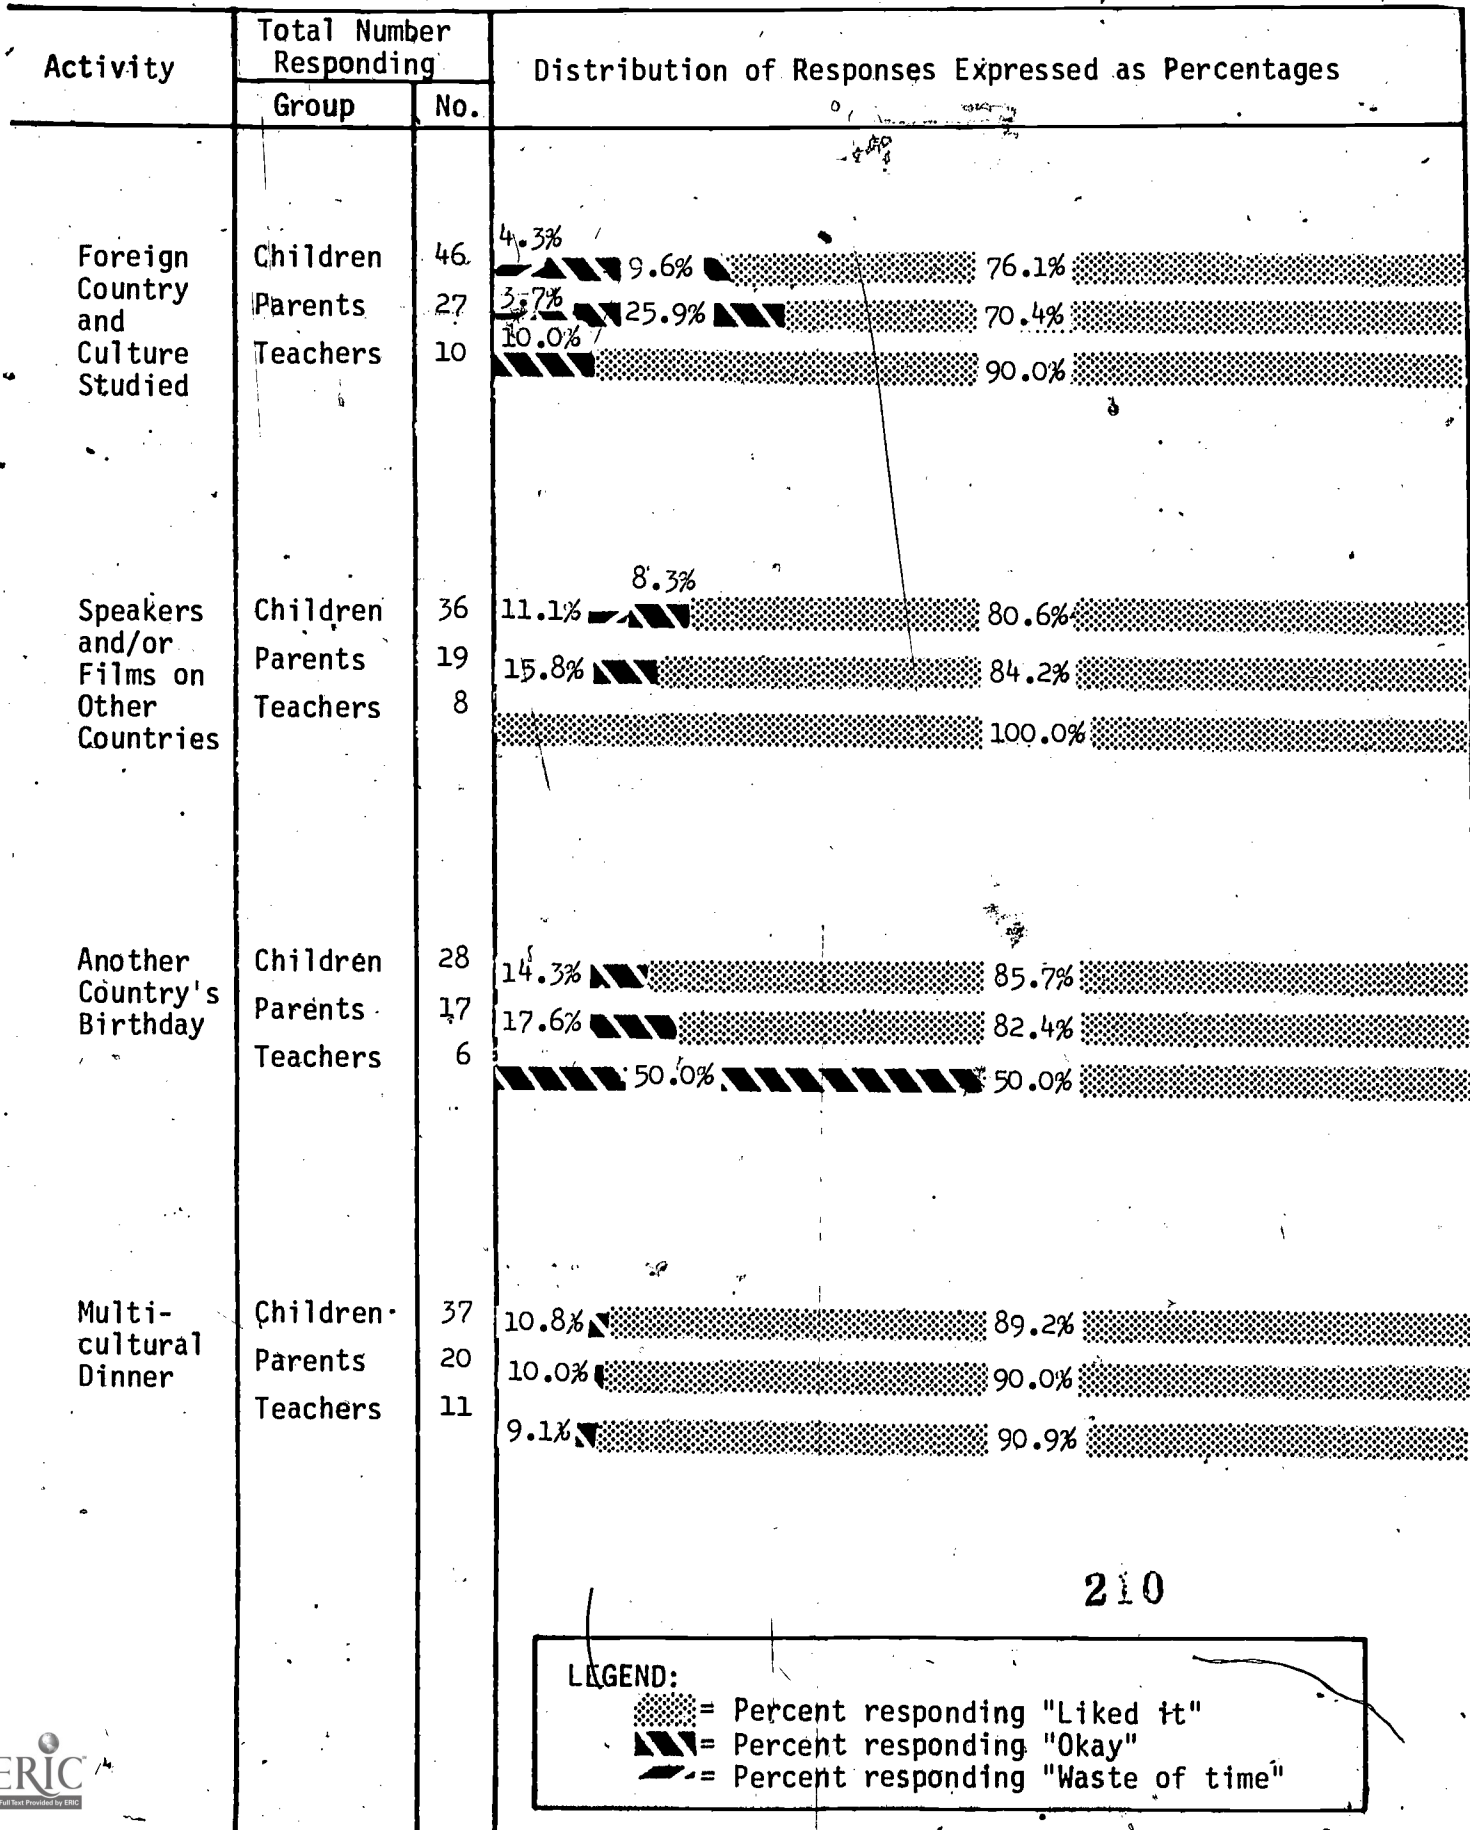 Activity
Total Number
Responding
Group
No.
Distribution of Responses Expressed as Percentages
Foreign
Country
and
Culture
Studied
Children 46 4.3% 9.6% 76.1%
Parents 27 3.7% 25.9% 70.4%
Teachers 10 10.0% 90.0%
Speakers
and/or
Films on
Other
Countries
Children 36 11.1% 8.3% 80.6%
Parents 19 15.8% 84.2%
Teachers 8 100.0%
Another
Country's
Birthday
Children 28 14.3% 85.7%
Parents 17 17.6% 82.4%
Teachers 6 50.0% 50.0%
Multi-
cultural
Dinner
Children 37 10.8% 89.2%
Parents 20 10.0% 90.0%
Teachers 11 9.1% 90.9%
210
LEGEND:
= Percent responding "Liked it"
= Percent responding "Okay"
= Percent responding "Waste of time"
ERIC
Full Text Provided by ERIC